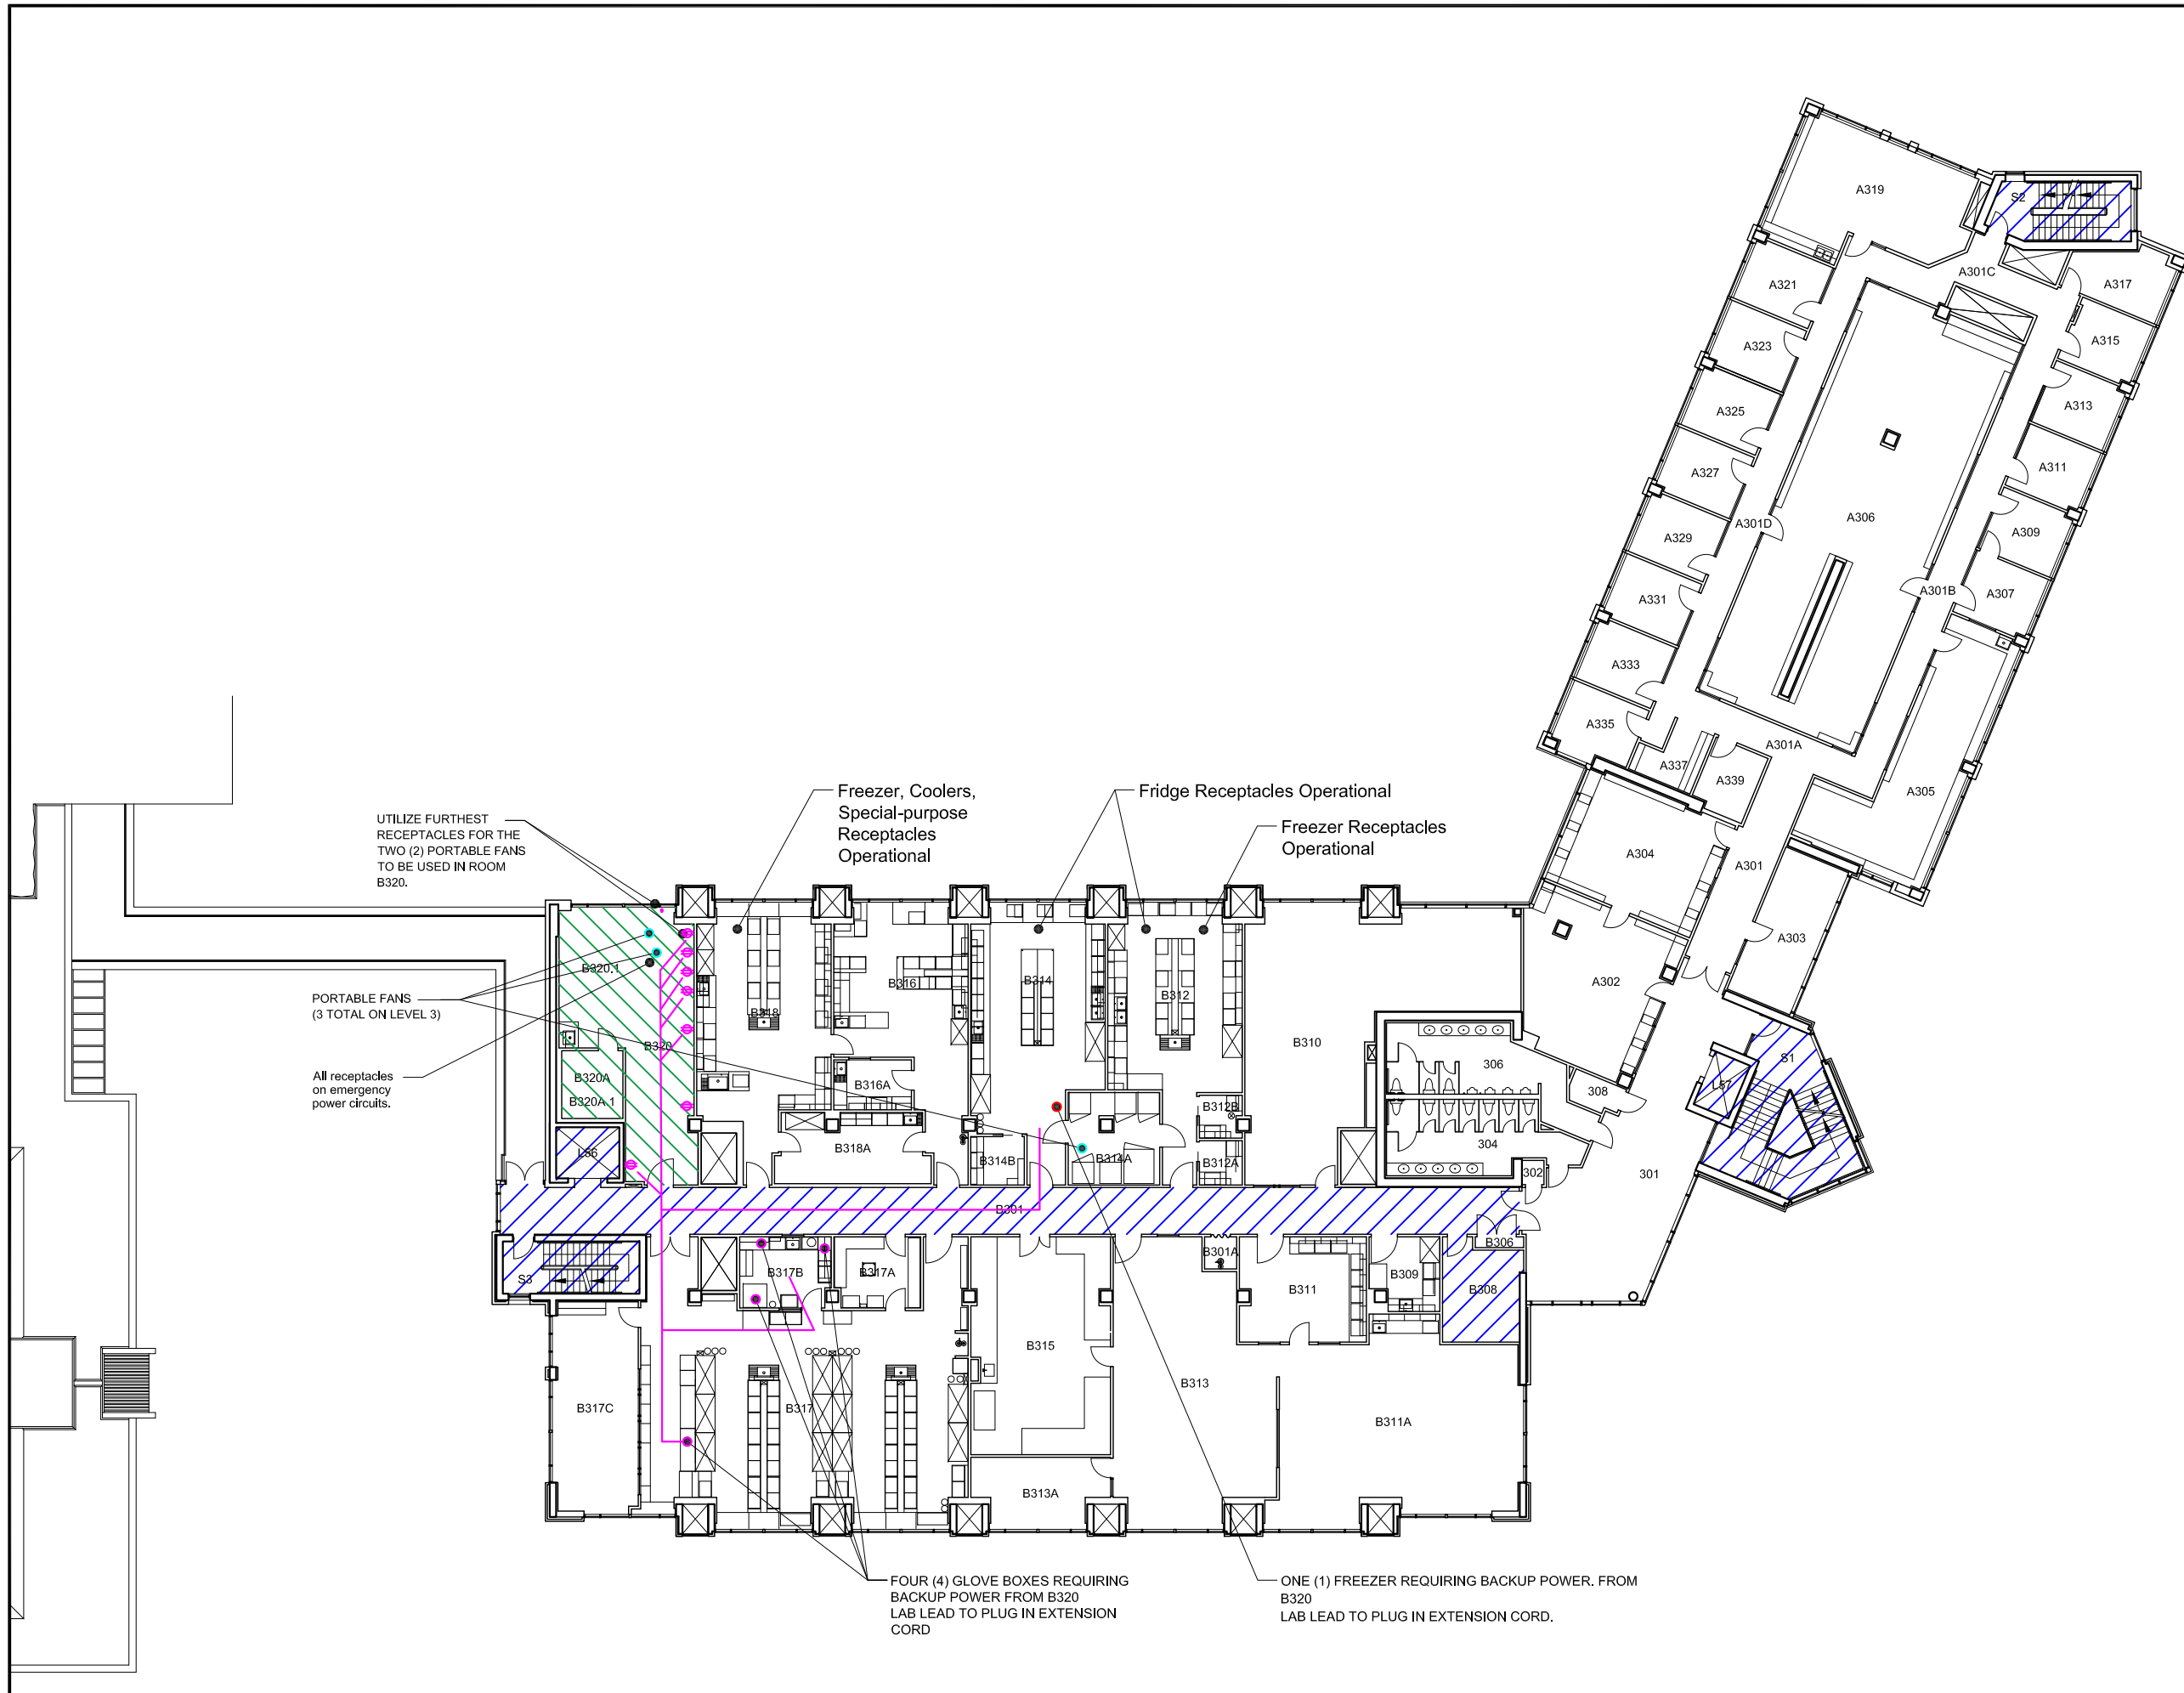 A319
S2
A301C
A317
A321
A315
A323
A313
A325
A311
A327
A301D
A306
A309
A329
A301B
A307
A331
A333
A335
A301A
A337
A339
A305
A304
A301
A303
A302
Freezer, Coolers,
Special-purpose
Receptacles
Operational
Fridge Receptacles Operational
Freezer Receptacles
Operational
UTILIZE FURTHEST
RECEPTACLES FOR THE
TWO (2) PORTABLE FANS
TO BE USED IN ROOM
B320.
PORTABLE FANS
(3 TOTAL ON LEVEL 3)
All receptacles
on emergency
power circuits.
B320.1
B318
B316
B314
B312
B310
B320
B320A
B320A.1
B316A
B312B
306
308
S1
L57
L56
B318A
B314B
B314A
B312A
304
302
301
B301
B306
S3
B317B
B317A
B301A
B311
B309
B308
B315
B313
B317C
B317
B311A
B313A
FOUR (4) GLOVE BOXES REQUIRING
BACKUP POWER FROM B320
LAB LEAD TO PLUG IN EXTENSION
CORD
ONE (1) FREEZER REQUIRING BACKUP POWER. FROM
B320
LAB LEAD TO PLUG IN EXTENSION CORD.